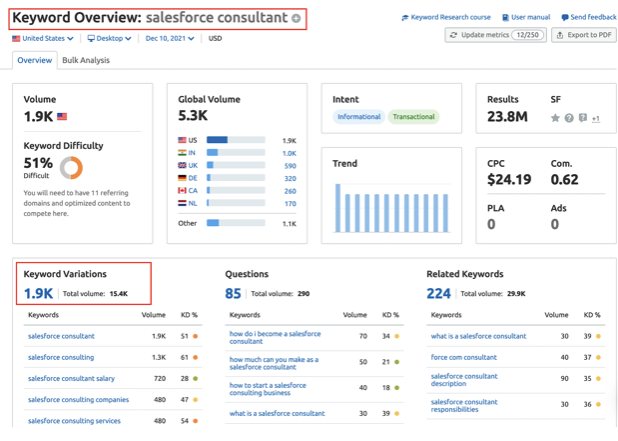 Keyword Overview: salesforce consultant
Keyword Research course
User manual
Send feedback
United States
Desktop
Dec 10, 2021
USD
Update metrics 12/250
Export to PDF
Overview
Bulk Analysis
Volume
1.9K
Keyword Difficulty
51%
Difficult
You will need to have 11 referring
domains and optimized content to
compete here.
Global Volume
5.3K
US 1.9K
IN 1.0K
UK 590
DE 320
CA 260
NL 170
Other 1.1K
Intent
Informational Transactional
Trend
Results SF
23.8M +1
CPC Com.
$24.19 0.62
PLA Ads
0 0
Keyword Variations
1.9K Total volume: 15.4K
Keywords Volume KD %
salesforce consultant 1.9K 51
salesforce consulting 1.3K 61
salesforce consultant salary 720 28
salesforce consulting companies 480 47
salesforce consulting services 480 54
Questions
85 Total volume: 290
Keywords Volume KD %
how do i become a salesforce
consultant 70 34
how much can you make as a
salesforce consultant 50 21
how to start a salesforce
consulting business 40 18
what is a salesforce consultant 30 39
Related Keywords
224 Total volume: 29.9K
Keywords Volume KD %
what is a salesforce consultant 30 39
force com consultant 40 37
salesforce consultant
description 90 35
salesforce consultant
responsibilities 30 36